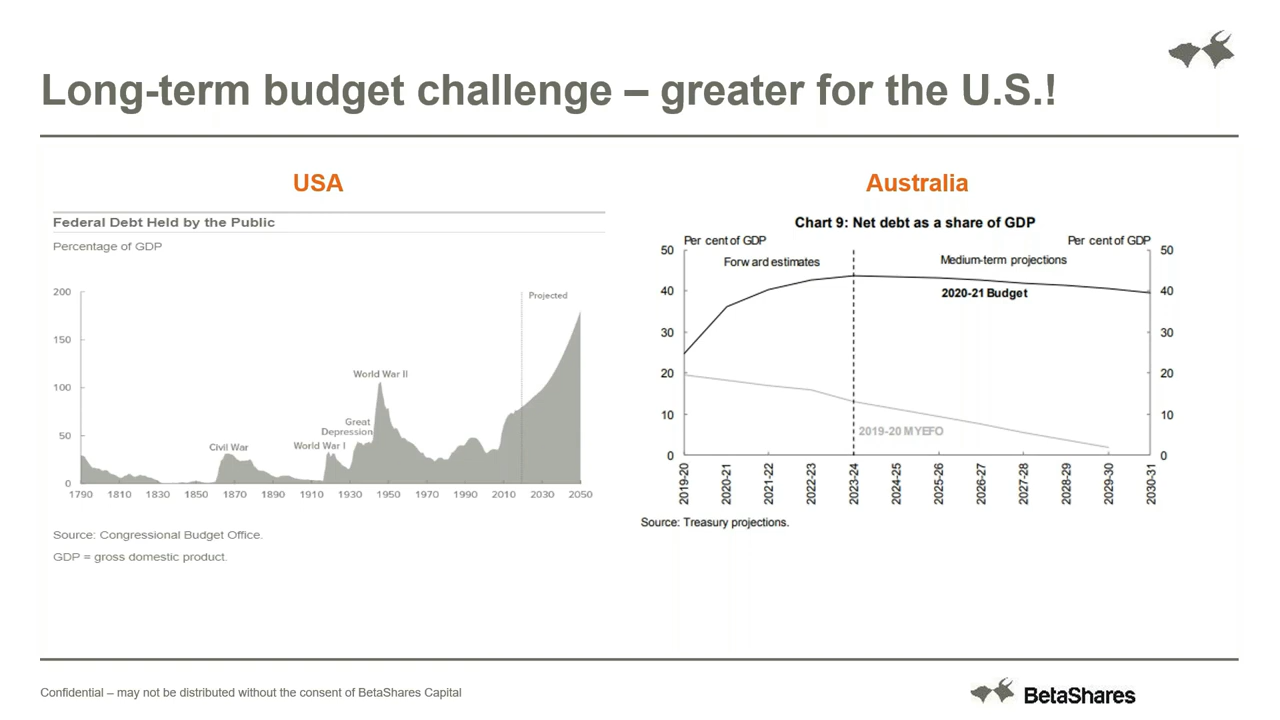 Long-term budget challenge – greater for the U.S.!
USA
Federal Debt Held by the Public
Percentage of GDP
200
150
100
50
0
Projected
World War II
Great
Depression
World War I
Civil War
1790 1810 1830 1850 1870 1890 1910 1930 1950 1970 1990 2010 2030 2050
Source: Congressional Budget Office.
GDP = gross domestic product.
Australia
Chart 9: Net debt as a share of GDP
Per cent of GDP Per cent of GDP
50 50
Forward estimates Medium-term projections
40 40
2020-21 Budget
30 30
20 20
10 10
2019-20 MYEFO
0 0
2019-20 2020-21 2021-22 2022-23 2023-24 2024-25 2025-26 2026-27 2027-28 2028-29 2029-30 2030-31
Source: Treasury projections.
Confidential – may not be distributed without the consent of BetaShares Capital
BetaShares